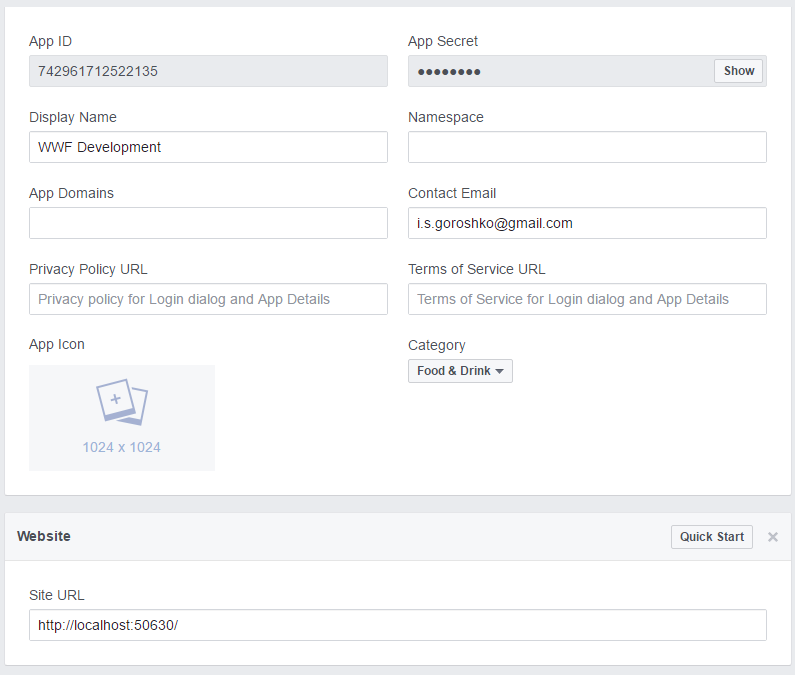 App ID
App Secret
742961712522135
●●●●●●●●
Show
Display Name
Namespace
WWF Development
App Domains
Contact Email
i.s.goroshko@gmail.com
Privacy Policy URL
Terms of Service URL
Privacy policy for Login dialog and App Details
Terms of Service for Login dialog and App Details
App Icon
Category
Food & Drink
1024 x 1024
Website
Quick Start
Site URL
http://localhost:50630/